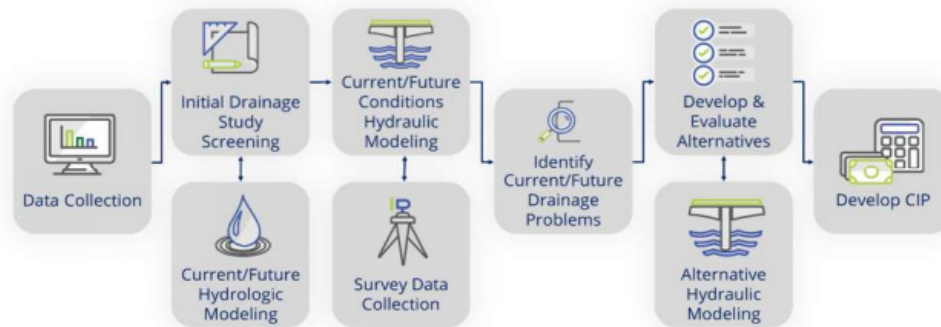 Data Collection
Initial Drainage
Study
Screening
Current/Future
Hydrologic
Modeling
Current/Future
Conditions
Hydraulic
Modeling
Survey Data
Collection
Identify
Current/Future
Drainage
Problems
Develop &
Evaluate
Alternatives
Alternative
Hydraulic
Modeling
Develop CIP